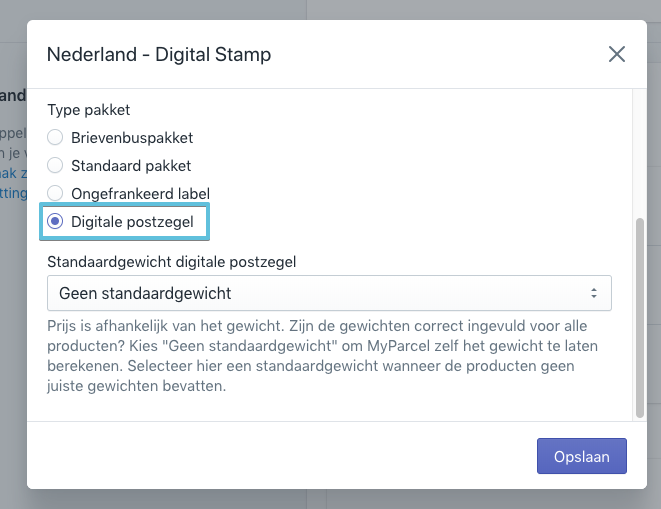 Nederland - Digital Stamp
and
Type pakket
Brievenbuspakket
Standaard pakket
Ongefrankeerd label
Digitale postzegel
Standaardgewicht digitale postzegel
Geen standaardgewicht
Prijs is afhankelijk van het gewicht. Zijn de gewichten correct ingevuld voor alle
producten? Kies "Geen standaardgewicht" om MyParcel zelf het gewicht te laten
berekenen. Selecteer hier een standaardgewicht wanneer de producten geen
juiste gewichten bevatten.
Opslaan